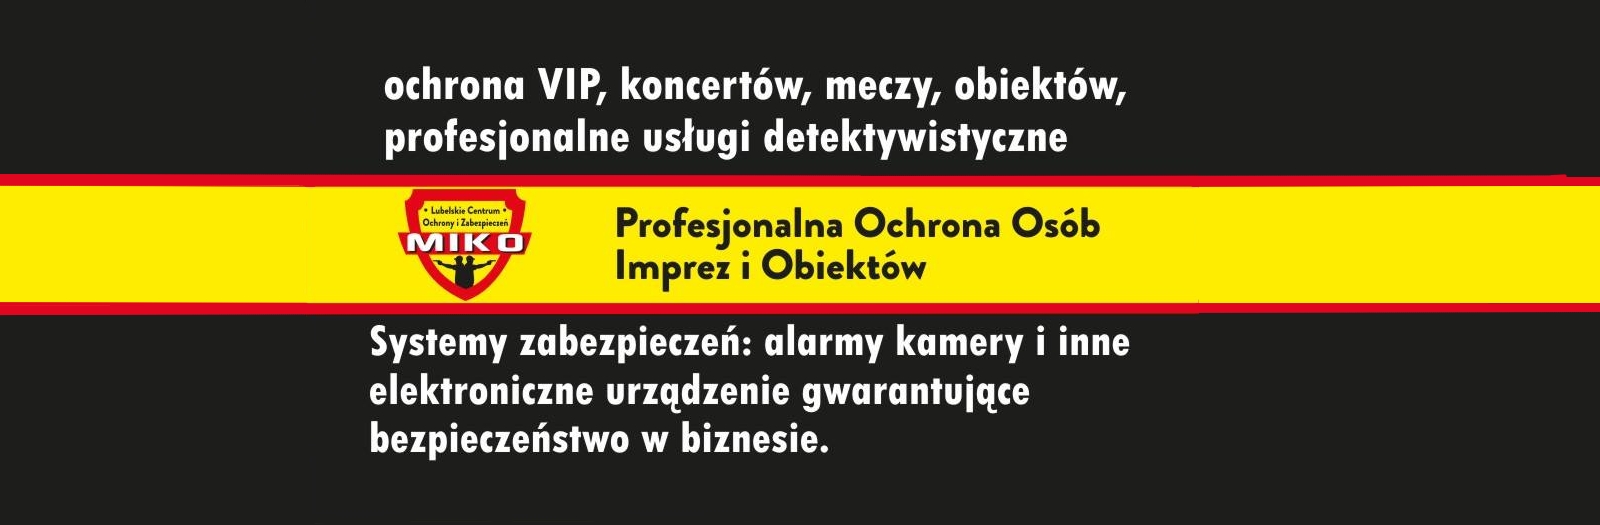 ochrona VIP, koncertów, meczy, obiektów,
profesjonalne usługi detektywistyczne
• Lubelskie Centrum •
Ochrony i Zabezpieczeń
MIKO
Profesjonalna Ochrona Osób
Imprez i Obiektów
Systemy zabezpieczeń: alarmy kamery i inne
elektroniczne urządzenie gwarantujące
bezpieczeństwo w biznesie.